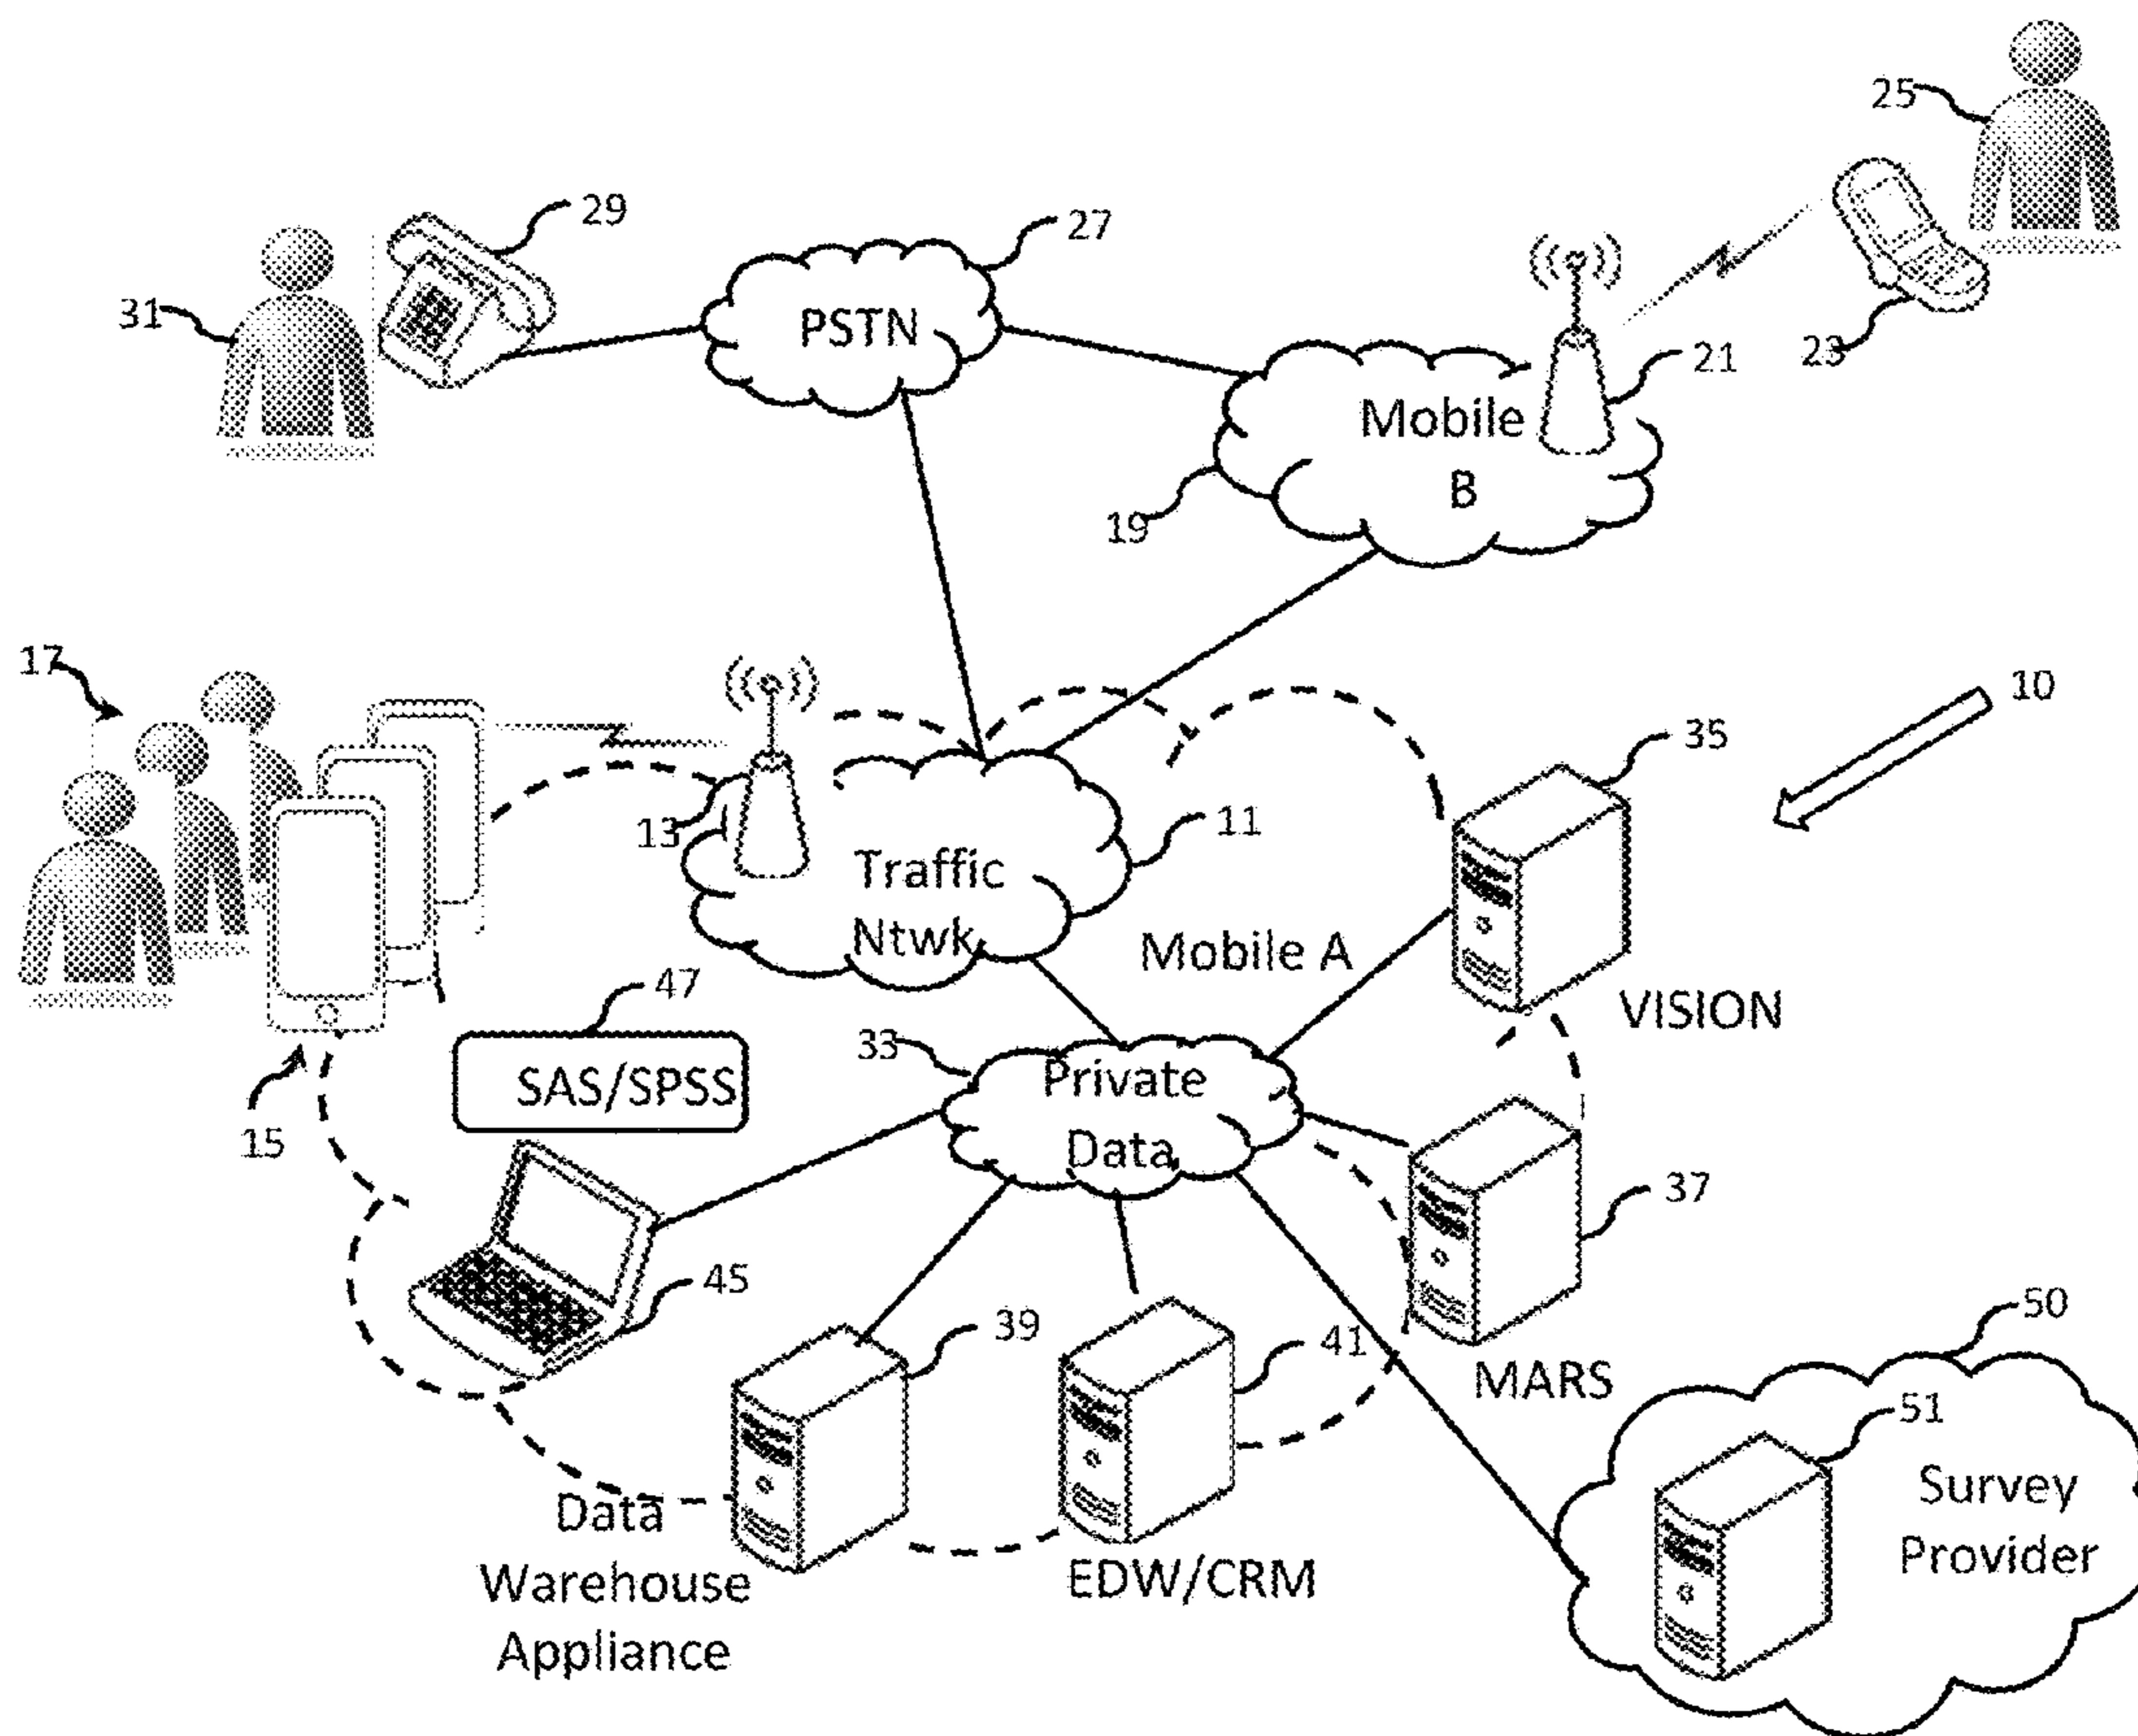 25
29
27
31
PSTN
21
23
Mobile
B
19
17
10
35
13
11
Traffic
Ntwk
Mobile A
47
VISION
33
Private
SAS/SPSS
15
Data
37
45
50
39
41
MARS
51
Survey
Data
Provider
Warehouse
EDW/CRM
Appliance